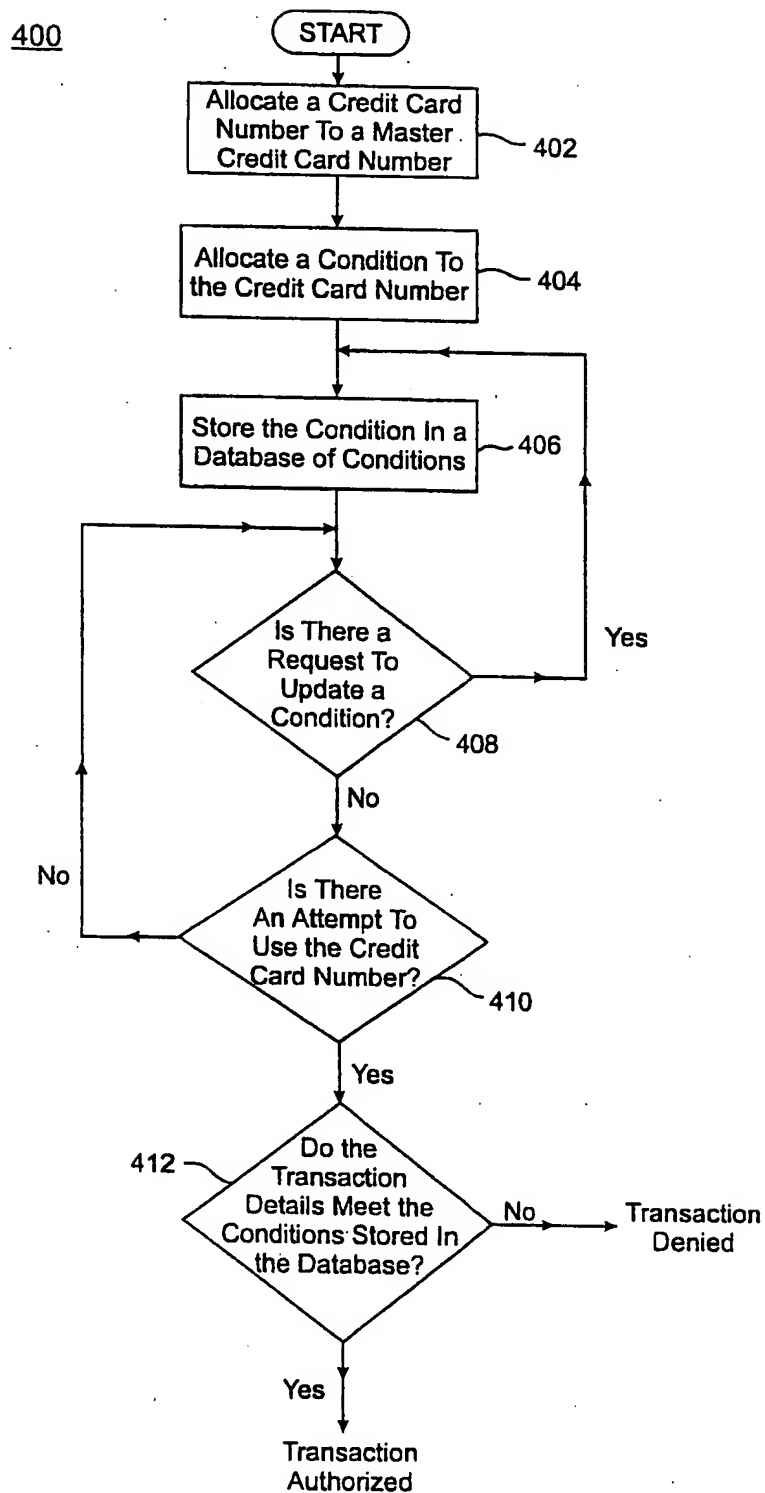 400
START
Allocate a Credit Card
Number To a Master
Credit Card Number
402
Allocate a Condition To
the Credit Card Number
404
Store the Condition In a
Database of Conditions
406
Is There a
Request To
Update a
Condition?
408
Yes
No
Is There
An Attempt To
Use the Credit
Card Number?
410
No
Yes
412
Do the
Transaction
Details Meet the
Conditions Stored In
the Database?
No
Transaction
Denied
Yes
Transaction
Authorized